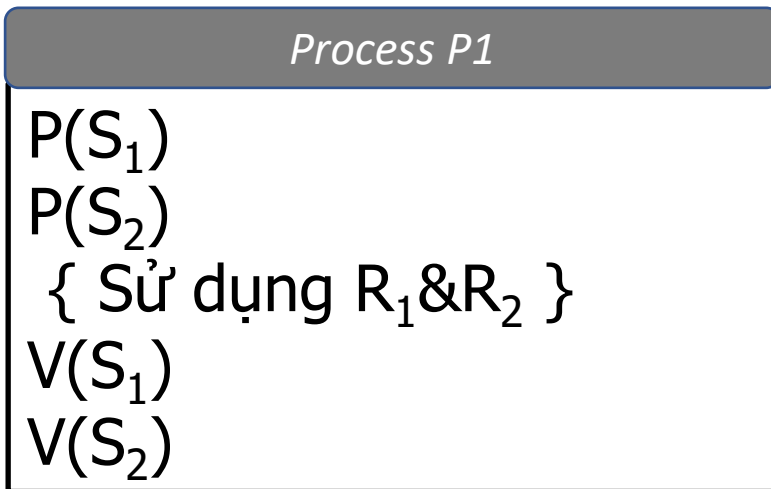 Process P1
P(S₁)
P(S₂)
{ Sử dụng R₁&R₂ }
V(S₁)
V(S₂)